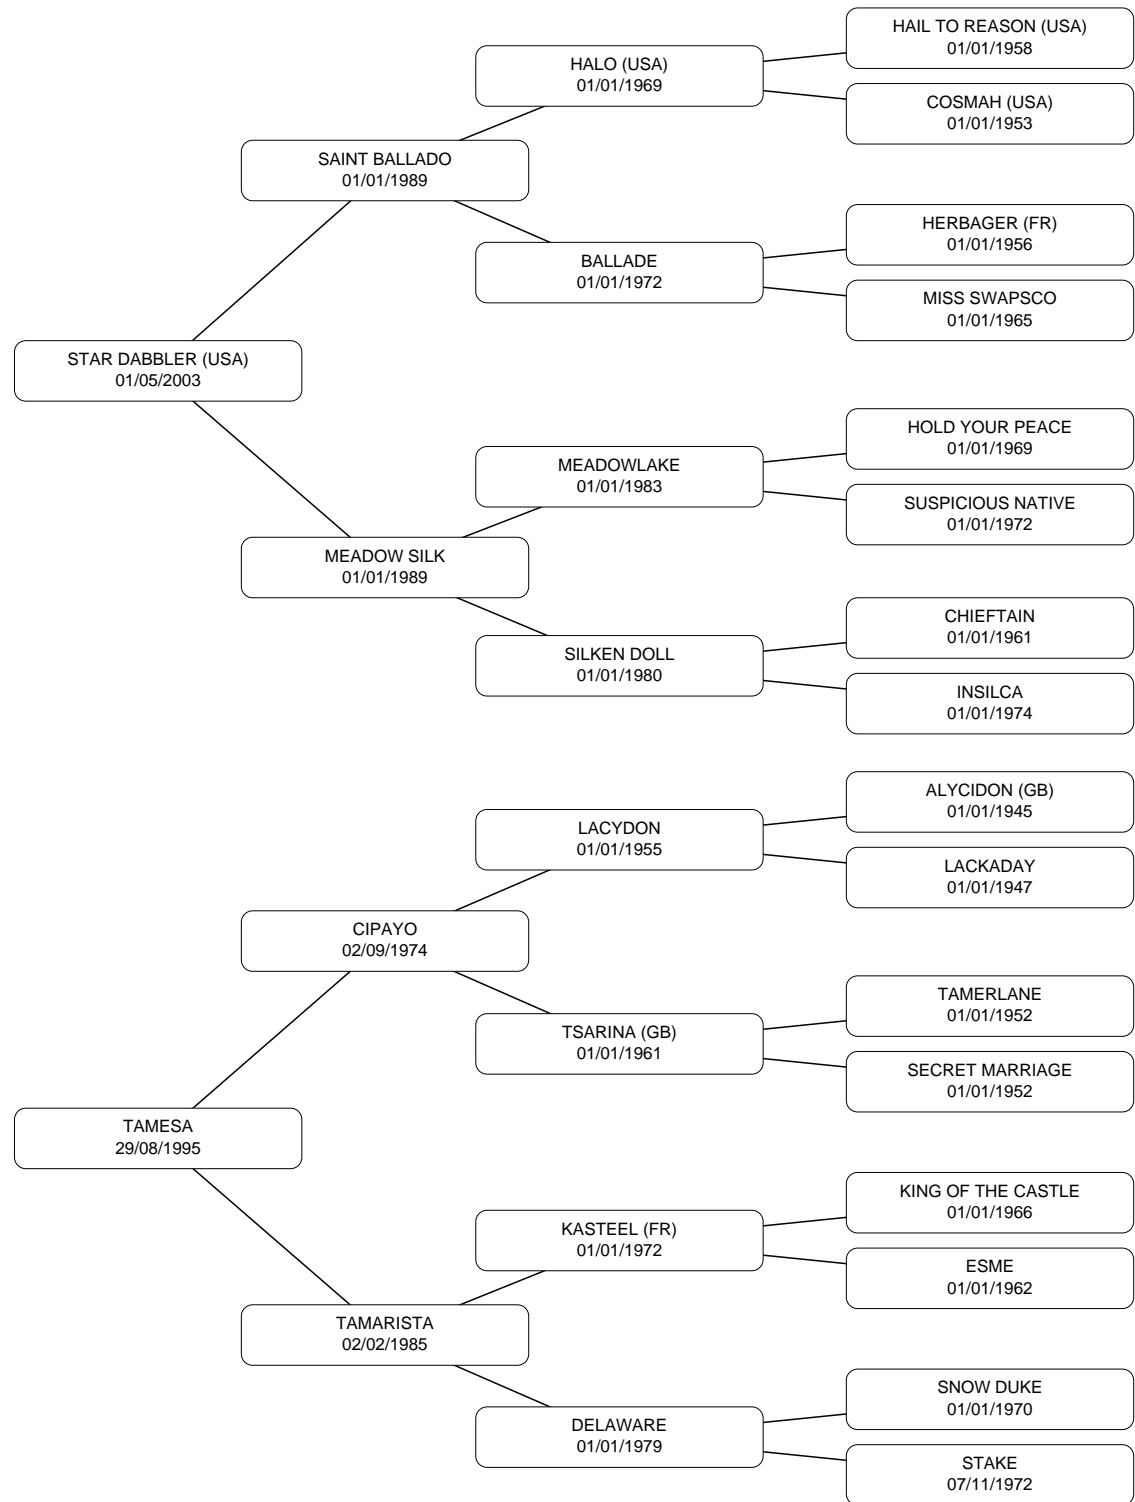 HAIL TO REASON (USA)
01/01/1958
HALO (USA)
01/01/1969
COSMAH (USA)
01/01/1953
SAINT BALLADO
01/01/1989
HERBAGER (FR)
01/01/1956
BALLADE
01/01/1972
MISS SWAPSCO
01/01/1965
STAR DABBLER (USA)
01/05/2003
HOLD YOUR PEACE
01/01/1969
MEADOWLAKE
01/01/1983
SUSPICIOUS NATIVE
01/01/1972
MEADOW SILK
01/01/1989
CHIEFTAIN
01/01/1961
SILKEN DOLL
01/01/1980
INSILCA
01/01/1974
ALYCIDON (GB)
01/01/1945
LACYDON
01/01/1955
LACKADAY
01/01/1947
CIPAYO
02/09/1974
TAMERLANE
01/01/1952
TSARINA (GB)
01/01/1961
SECRET MARRIAGE
01/01/1952
TAMESA
29/08/1995
KING OF THE CASTLE
01/01/1966
KASTEEL (FR)
01/01/1972
ESME
01/01/1962
TAMARISTA
02/02/1985
SNOW DUKE
01/01/1970
DELAWARE
01/01/1979
STAKE
07/11/1972